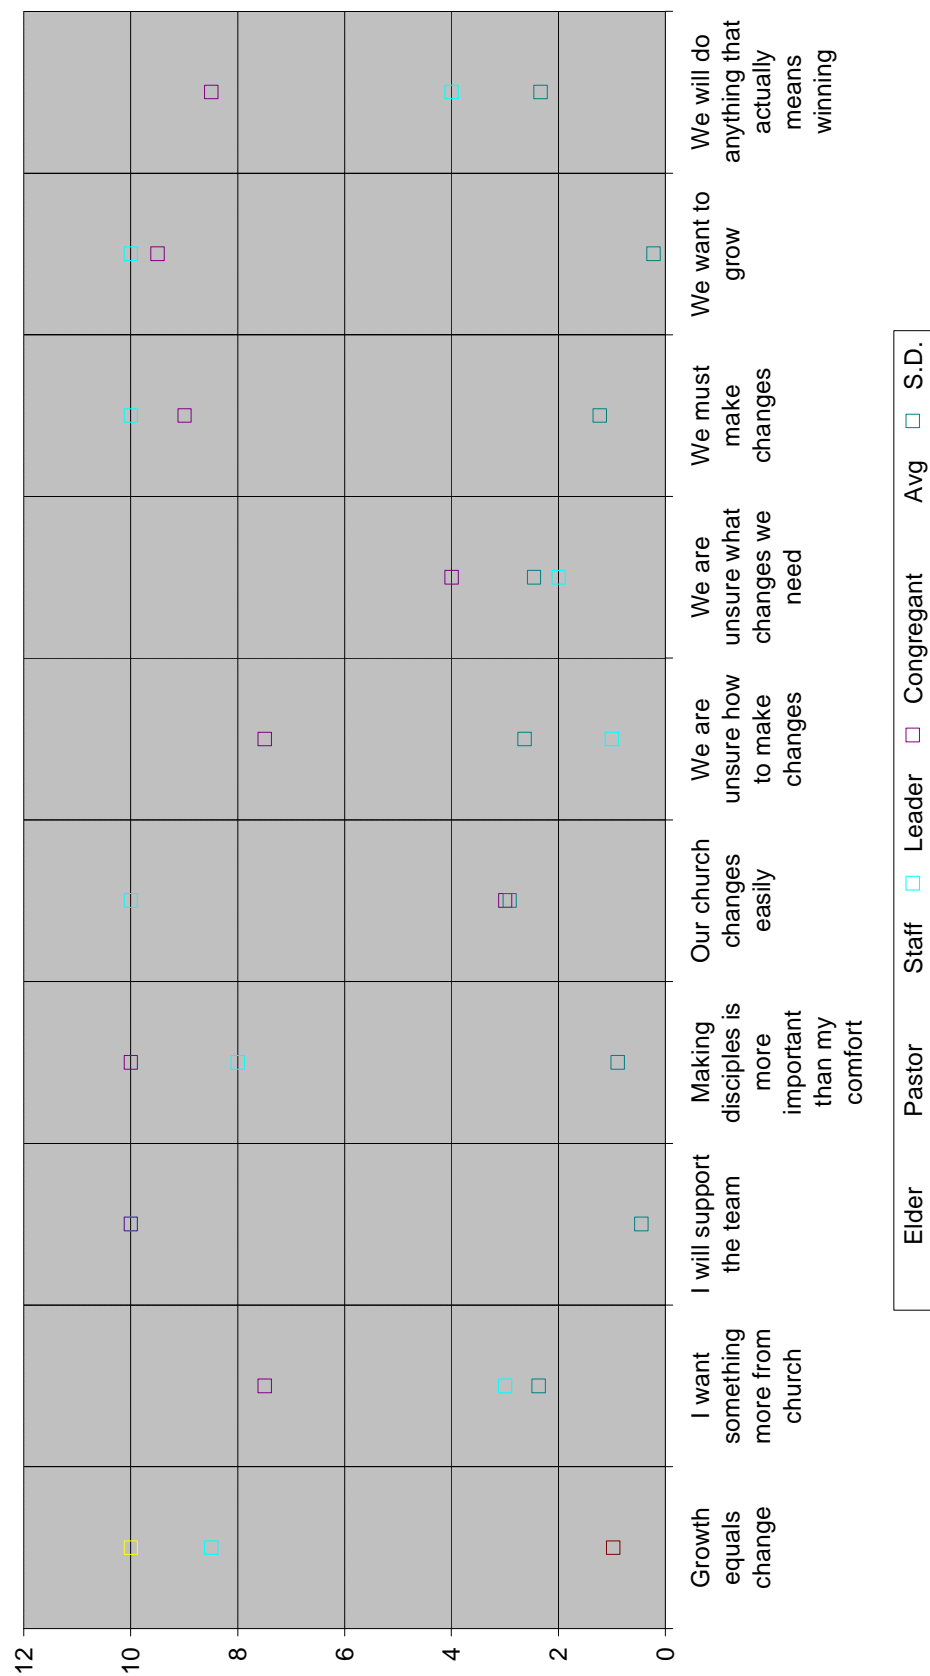 12
10
8
6
4
2
0
Growth
equals
change
I want
something
more from
church
I will support
the team
Making
disciples is
more
important
than my
comfort
Our church
changes
easily
We are
unsure how
to make
changes
We are
unsure what
changes we
need
We must
make
changes
We want to
grow
We will do
anything that
actually
means
winning
Elder Pastor Staff Leader Congregant Avg S.D.